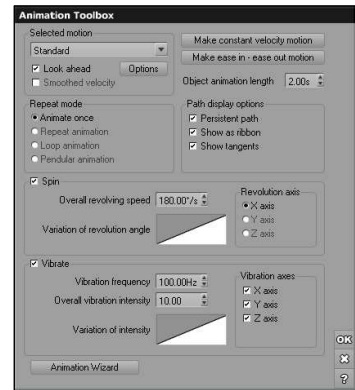 Animation Toolbox
Selected motion
Standard
Look ahead
Options
Smoothed velocity
Make constant velocity motion
Make ease in - ease out motion
Object animation length 2.00s
Repeat mode
Animate once
Repeat animation
Loop animation
Pendular animation
Path display options
Persistent path
Show as ribbon
Show tangents
Spin
Overall revolving speed 180.00°/s
Variation of revolution angle
Revolution axis
X axis
Y axis
Z axis
Vibrate
Vibration frequency 100.00Hz
Overall vibration intensity 10.00
Variation of intensity
Vibration axes
X axis
Y axis
Z axis
Animation Wizard
OK
?